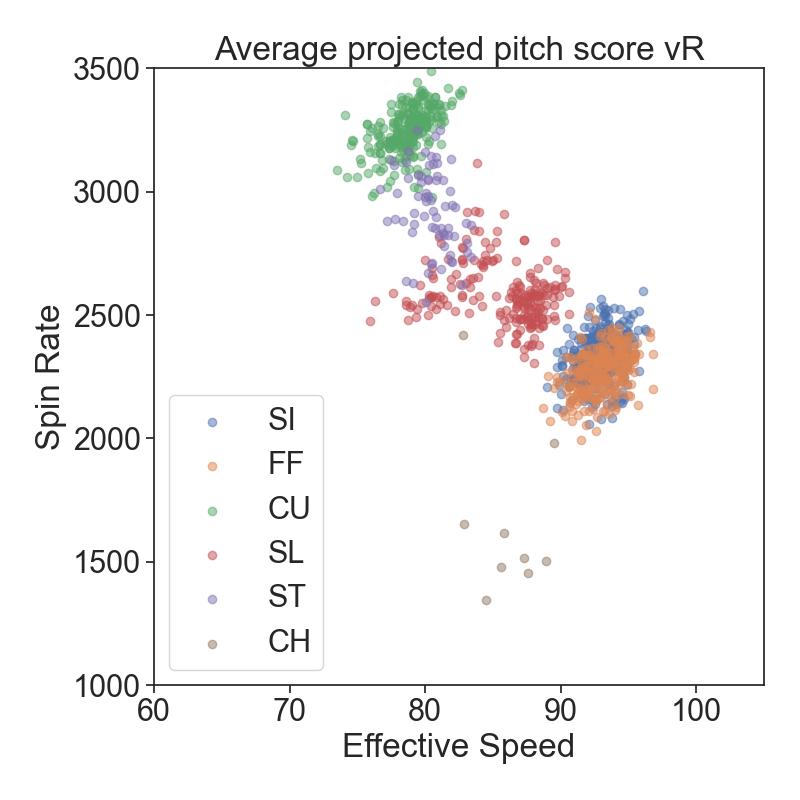 Average projected pitch score vR
3500
3000
2500
2000
1500
1000
Spin Rate
SI
FF
CU
SL
ST
CH
60 70 80 90 100
Effective Speed